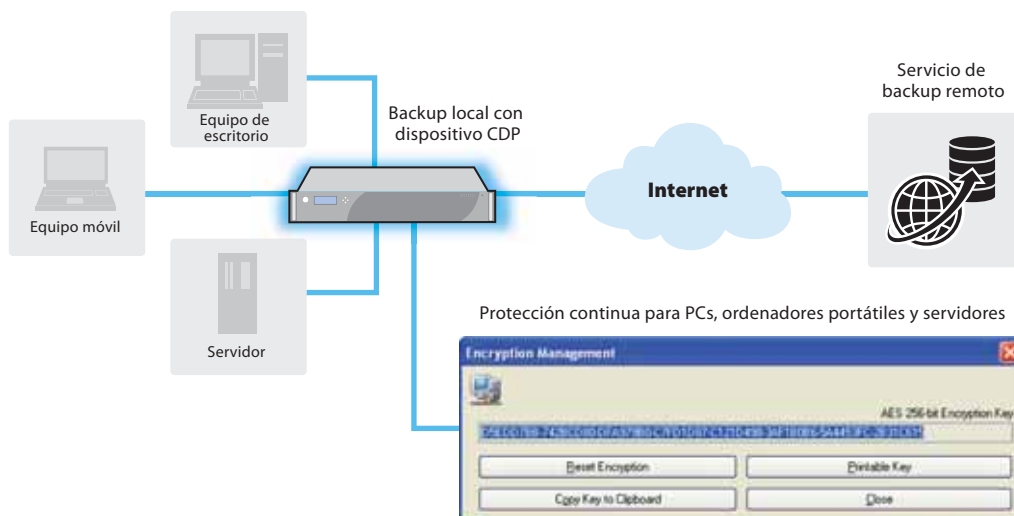 Servicio de
backup remoto
Equipo de
escritorio
Backup local con
dispositivo CDP
Internet
Equipo móvil
Servidor
Protección continua para PCs, ordenadores portátiles y servidores
Encryption Management
AES 256-bit Encryption Key
Reset Encryption
Printable Key
Copy Key to Clipboard
Close